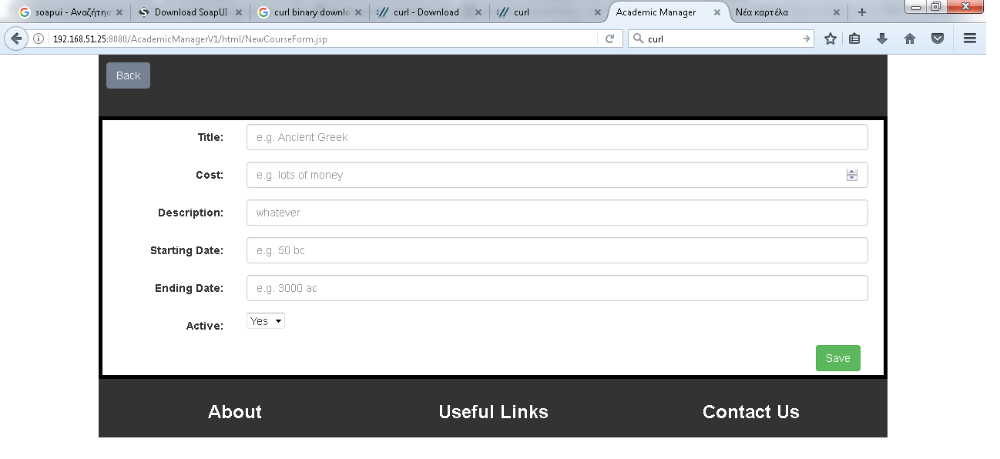 soapui - Αναζήτησ
Download SoapUI
curl binary downlo
curl - Download
curl
Academic Manager
Νέα καρτέλα
192.168.51.25:8080/AcademicManagerV1/html/NewCourseForm.jsp
curl
Back
Title: e.g. Ancient Greek
Cost: e.g. lots of money
Description: whatever
Starting Date: e.g. 50 bc
Ending Date: e.g. 3000 ac
Active: Yes
Save
About Useful Links Contact Us